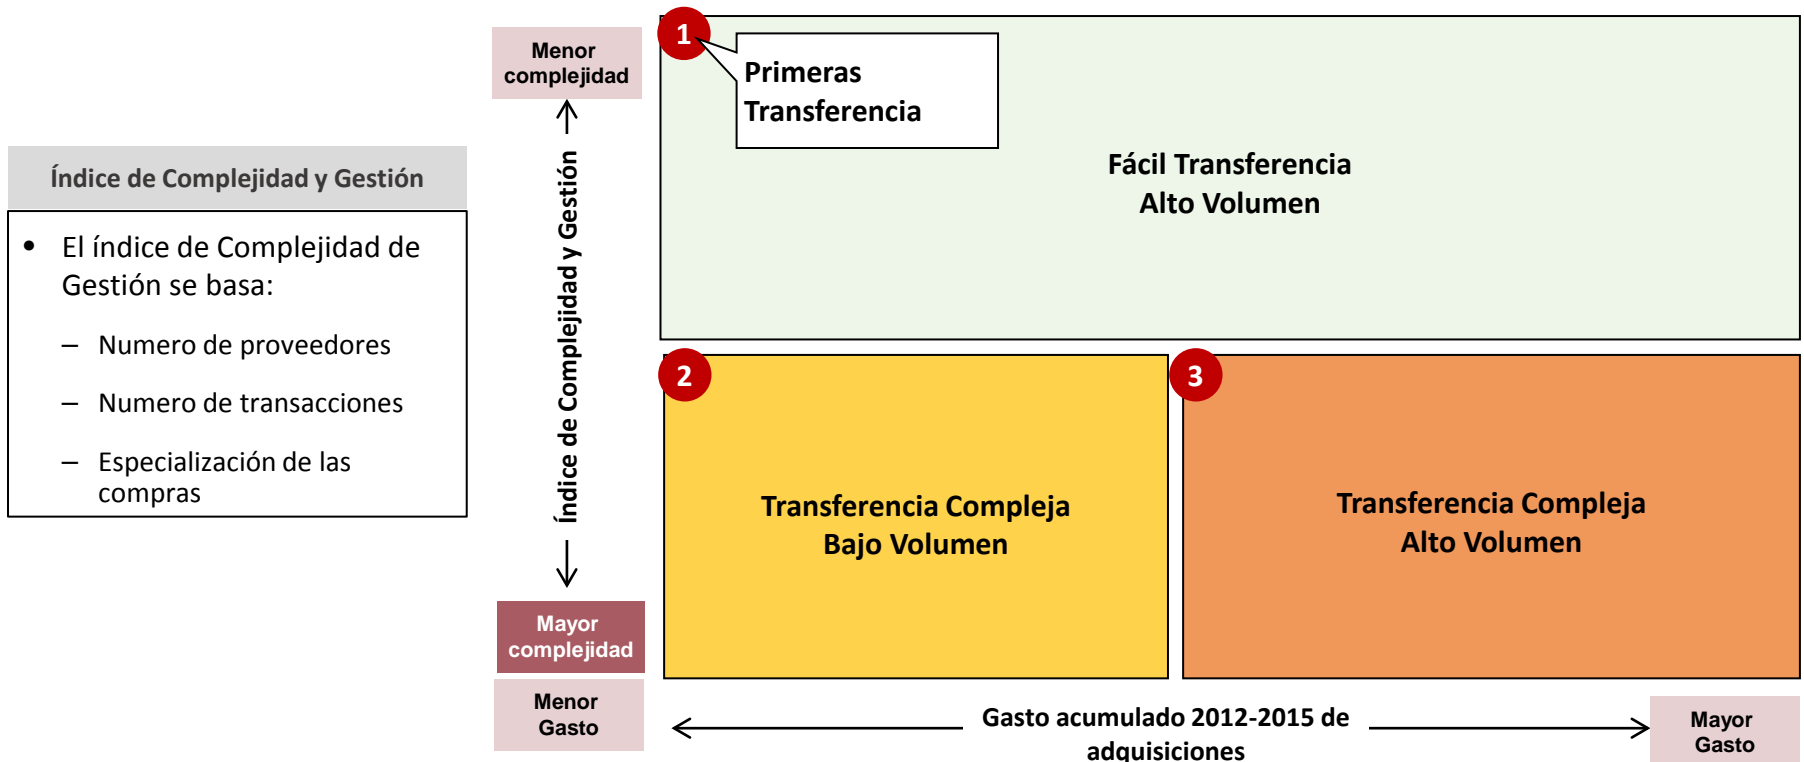 Índice de Complejidad y Gestión
• El índice de Complejidad de
Gestión se basa:
– Numero de proveedores
– Numero de transacciones
– Especialización de las
compras
Menor
complejidad
Índice de Complejidad y Gestión
Mayor
complejidad
1
Primeras
Transferencia
Fácil Transferencia
Alto Volumen
2
Transferencia Compleja
Bajo Volumen
3
Transferencia Compleja
Alto Volumen
Menor
Gasto
Gasto acumulado 2012-2015 de
adquisiciones
Mayor
Gasto